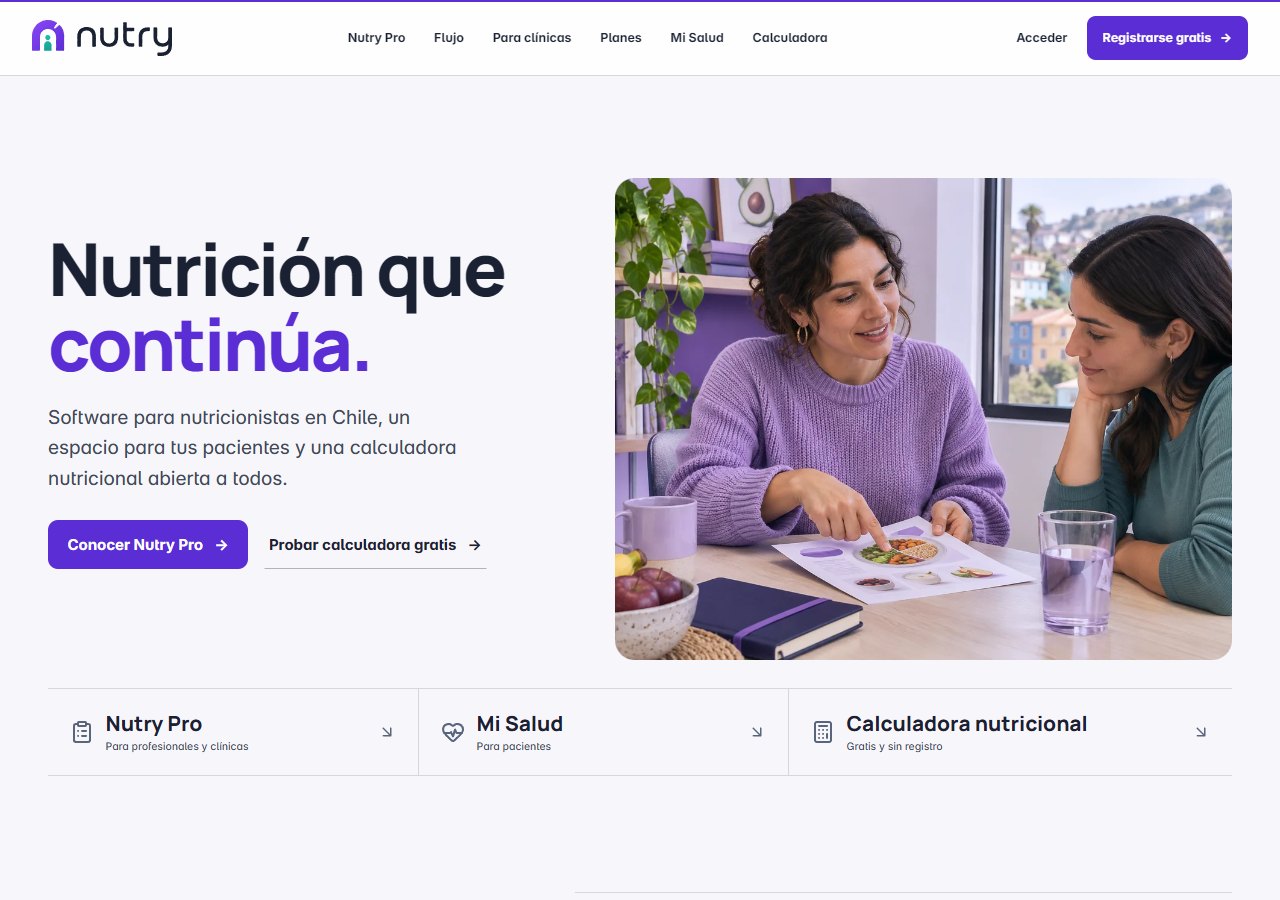 nutry
Nutry Pro
Flujo
Para clínicas
Planes
Mi Salud
Calculadora
Acceder
Registrarse gratis →
Nutrición que
continúa.
Software para nutricionistas en Chile, un
espacio para tus pacientes y una calculadora
nutricional abierta a todos.
Conocer Nutry Pro →
Probar calculadora gratis →
Nutry Pro
Para profesionales y clínicas
Mi Salud
Para pacientes
Calculadora nutricional
Gratis y sin registro